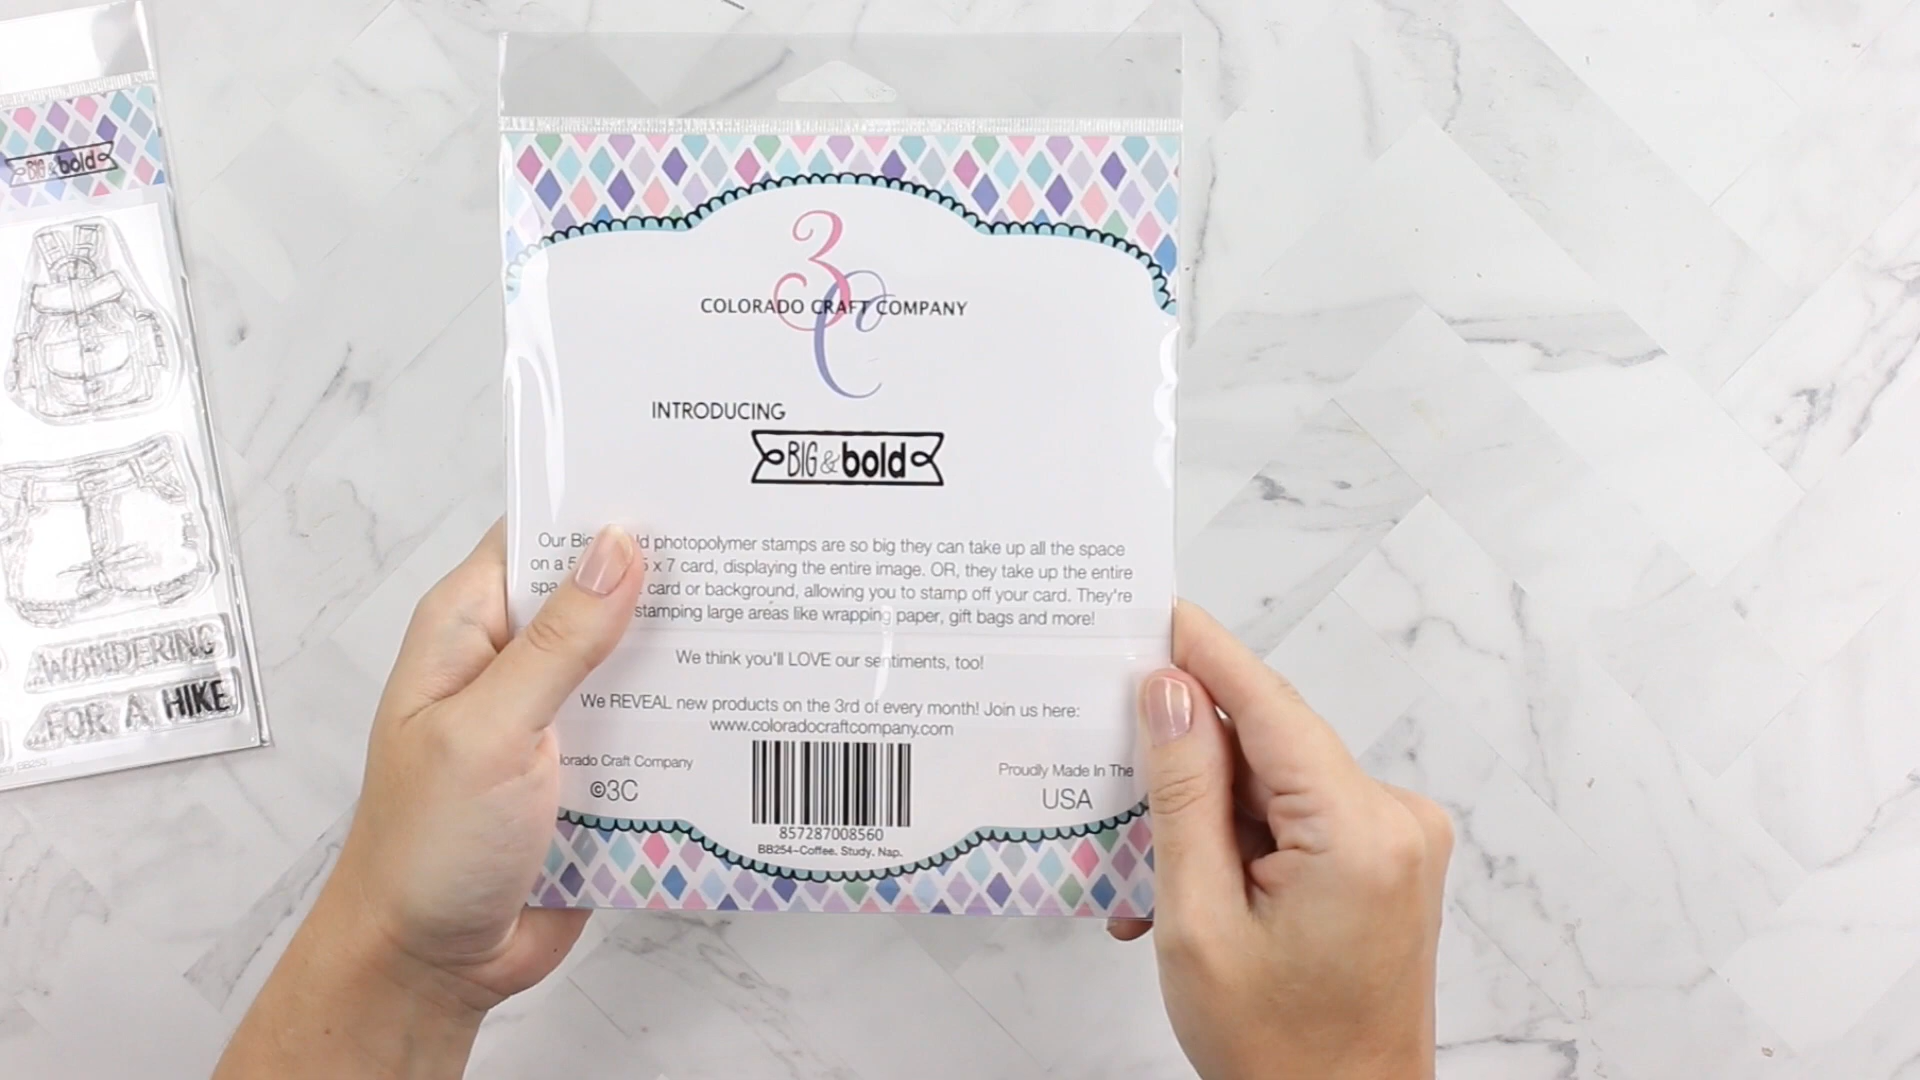 BIG & bold
WANDERING
FOR A HIKE
BB253
3C
COLORADO CRAFT COMPANY
INTRODUCING
BIG & bold
Our photopolymer stamps are so big they can take up all the space
on a x 7 card, displaying the entire image. OR, they take up the entire
card or background, allowing you to stamp off your card. They're
stamping large areas like wrapping paper, gift bags and more!
We think you'll LOVE our sentiments, too!
We REVEAL new products on the 3rd of every month! Join us here:
www.coloradocraftcompany.com
Craft Company
©3C
Proudly Made In The
USA
857287008560
BB254-Coffee. Study. Nap.